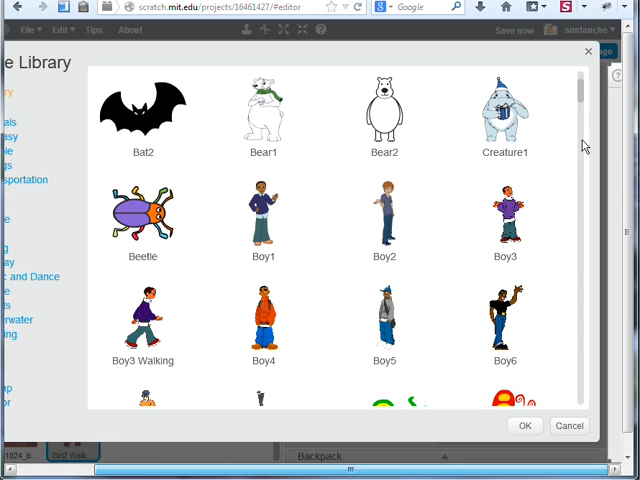 scratch.mit.edu/projects/16461427/#editor
Google
File Edit Tips About
Save now santanche
e Library
age
ry
als
asy
ple
gs
sportation
e
g
ay
c and Dance
e
ts
rwater
ing
ap
or
Bat2 Bear1 Bear2 Creature1
Beetle Boy1 Boy2 Boy3
Boy3 Walking Boy4 Boy5 Boy6
OK Cancel
1024_b... Girl2 Walk...
Backpack